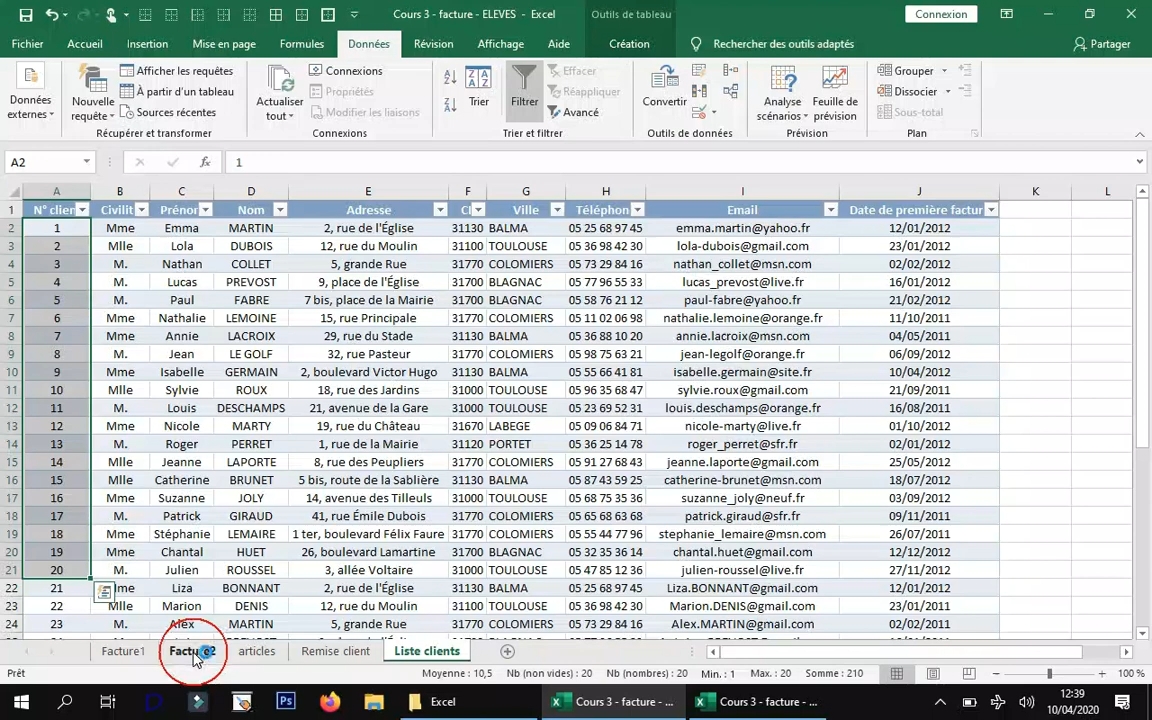 Cours 3 - facture - ELEVES - Excel
Outils de tableau
Connexion
Fichier Accueil Insertion Mise en page Formules Données Révision Affichage Aide Création Rechercher des outils adaptés Partager
Données externes
Nouvelle requête
Afficher les requêtes
À partir d'un tableau
Sources récentes
Récupérer et transformer
Actualiser tout
Connexions
Propriétés
Modifier les liaisons
Connexions
Trier
Filtrer
Effacer
Réappliquer
Avancé
Trier et filtrer
Convertir
Outils de données
Analyse scénarios
Feuille de prévision
Prévision
Grouper
Dissocier
Sous-total
Plan
A2 fx 1
A B C D E F G H I J K L
1 N° clien Civilit Prénor Nom Adresse Cl Ville Téléphon Email Date de première factur
2 1 Mme Emma MARTIN 2, rue de l'Église 31130 BALMA 05 25 68 97 45 emma.martin@yahoo.fr 12/01/2012
3 2 Mlle Lola DUBOIS 12, rue du Moulin 31000 TOULOUSE 05 36 98 42 30 lola-dubois@gmail.com 23/01/2012
4 3 M. Nathan COLLET 5, grande Rue 31770 COLOMIERS 05 73 29 84 16 nathan_collet@msn.com 02/02/2012
5 4 M. Lucas PREVOST 9, place de l'Église 31700 BLAGNAC 05 77 96 55 33 lucas_prevost@live.fr 16/01/2012
6 5 M. Paul FABRE 7 bis, place de la Mairie 31700 BLAGNAC 05 58 76 21 12 paul-fabre@yahoo.fr 21/02/2012
7 6 Mme Nathalie LEMOINE 15, rue Principale 31770 COLOMIERS 05 11 02 06 98 nathalie.lemoine@orange.fr 11/10/2011
8 7 Mme Annie LACROIX 29, rue du Stade 31130 BALMA 05 36 88 10 20 annie.lacroix@msn.com 04/05/2011
9 8 M. Jean LE GOLF 32, rue Pasteur 31770 COLOMIERS 05 98 75 63 21 jean-legolf@orange.fr 06/09/2012
10 9 Mme Isabelle GERMAIN 2, boulevard Victor Hugo 31130 BALMA 05 55 66 41 81 isabelle.germain@site.fr 10/04/2012
11 10 Mlle Sylvie ROUX 18, rue des Jardins 31000 TOULOUSE 05 96 35 68 47 sylvie.roux@gmail.com 21/09/2011
12 11 M. Louis DESCHAMPS 21, avenue de la Gare 31000 TOULOUSE 05 23 69 52 31 louis.deschamps@orange.fr 16/08/2011
13 12 Mme Nicole MARTY 19, rue du Château 31670 LABEGE 05 09 06 84 71 nicole-marty@live.fr 01/10/2012
14 13 M. Roger PERRET 1, rue de la Mairie 31120 PORTET 05 36 25 14 78 roger_perret@sfr.fr 02/01/2012
15 14 Mlle Jeanne LAPORTE 8, rue des Peupliers 31770 COLOMIERS 05 91 27 68 43 jeanne.laporte@gmail.com 25/05/2012
16 15 Mlle Catherine BRUNET 5 bis, route de la Sablière 31130 BALMA 05 87 43 59 25 catherine-brunet@msn.com 18/07/2012
17 16 Mme Suzanne JOLY 14, avenue des Tilleuls 31000 TOULOUSE 05 68 75 35 36 suzanne_joly@neuf.fr 03/09/2012
18 17 M. Patrick GIRAUD 41, rue Émile Dubois 31770 COLOMIERS 05 65 68 63 68 patrick.giraud@sfr.fr 09/11/2011
19 18 Mme Stéphanie LEMAIRE 1 ter, boulevard Félix Faure 31770 COLOMIERS 05 55 44 77 96 stephanie_lemaire@msn.com 26/07/2011
20 19 Mme Chantal HUET 26, boulevard Lamartine 31700 BLAGNAC 05 32 35 36 14 chantal.huet@gmail.com 12/12/2012
21 20 M. Julien ROUSSEL 3, allée Voltaire 31000 TOULOUSE 05 47 85 12 36 julien-roussel@live.fr 12/01/2011
22 21 me Liza BONNANT 2, rue de l'Église 31130 BALMA 05 25 68 97 45 Liza.BONNANT@gmail.com 12/01/2012
23 22 Mlle Marion DENIS 12, rue du Moulin 31000 TOULOUSE 05 36 98 42 30 Marion.DENIS@gmail.com 23/01/2011
24 23 M. Alex MARTIN 5, grande Rue 31770 COLOMIERS 05 73 29 84 16 Alex.MARTIN@gmail.com 02/02/2012
Facture1 Facture2 articles Remise client Liste clients
Prêt Moyenne : 10,5 Nb (non vides) : 20 Nb (nombres) : 20 Min. : 1 Max. : 20 Somme : 210 100 %
Ps Excel Cours 3 - facture - ... Cours 3 - facture - ... 12:39
10/04/2020